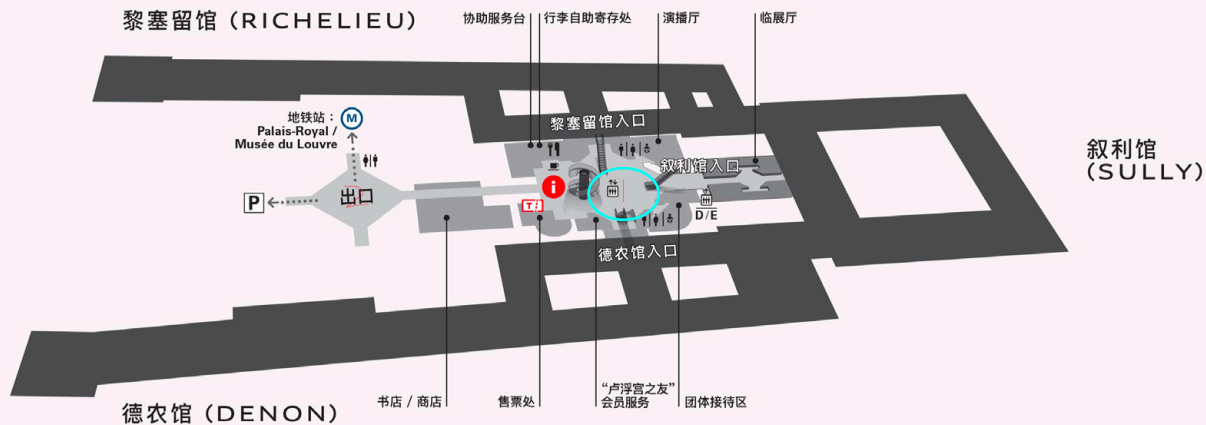 黎塞留馆 (RICHELIEU)
协助服务台
行李自助寄存处
演播厅
临展厅
地铁站：
Palais-Royal /
Musée du Louvre
M
黎塞留馆入口
叙利馆入口
叙利馆
(SULLY)
i
P
出口
T
D/E
德农馆入口
书店 / 商店
售票处
“卢浮宫之友”
会员服务
团体接待区
德农馆 (DENON)